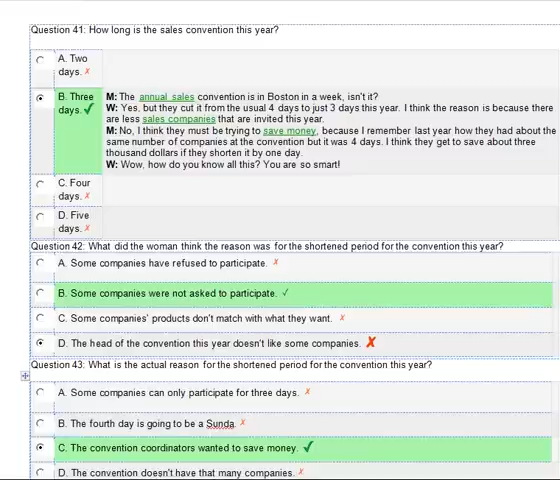 Question 41: How long is the sales convention this year?
A. Two
days. ✗
B. Three
days. ✓
M: The annual sales convention is in Boston in a week, isn't it?
W: Yes, but they cut it from the usual 4 days to just 3 days this year. I think the reason is because there
are less sales companies that are invited this year.
M: No, I think they must be trying to save money, because I remember last year how they had about the
same number of companies at the convention but it was 4 days. I think they get to save about three
thousand dollars if they shorten it by one day.
W: Wow, how do you know all this? You are so smart!
C. Four
days. ✗
D. Five
days. ✗
Question 42: What did the woman think the reason was for the shortened period for the convention this year?
A. Some companies have refused to participate. ✗
B. Some companies were not asked to participate. ✓
C. Some companies' products don't match with what they want. ✗
D. The head of the convention this year doesn't like some companies. ✗
Question 43: What is the actual reason for the shortened period for the convention this year?
A. Some companies can only participate for three days. ✗
B. The fourth day is going to be a Sunda. ✗
C. The convention coordinators wanted to save money. ✓
D. The convention doesn't have that many companies. ✗